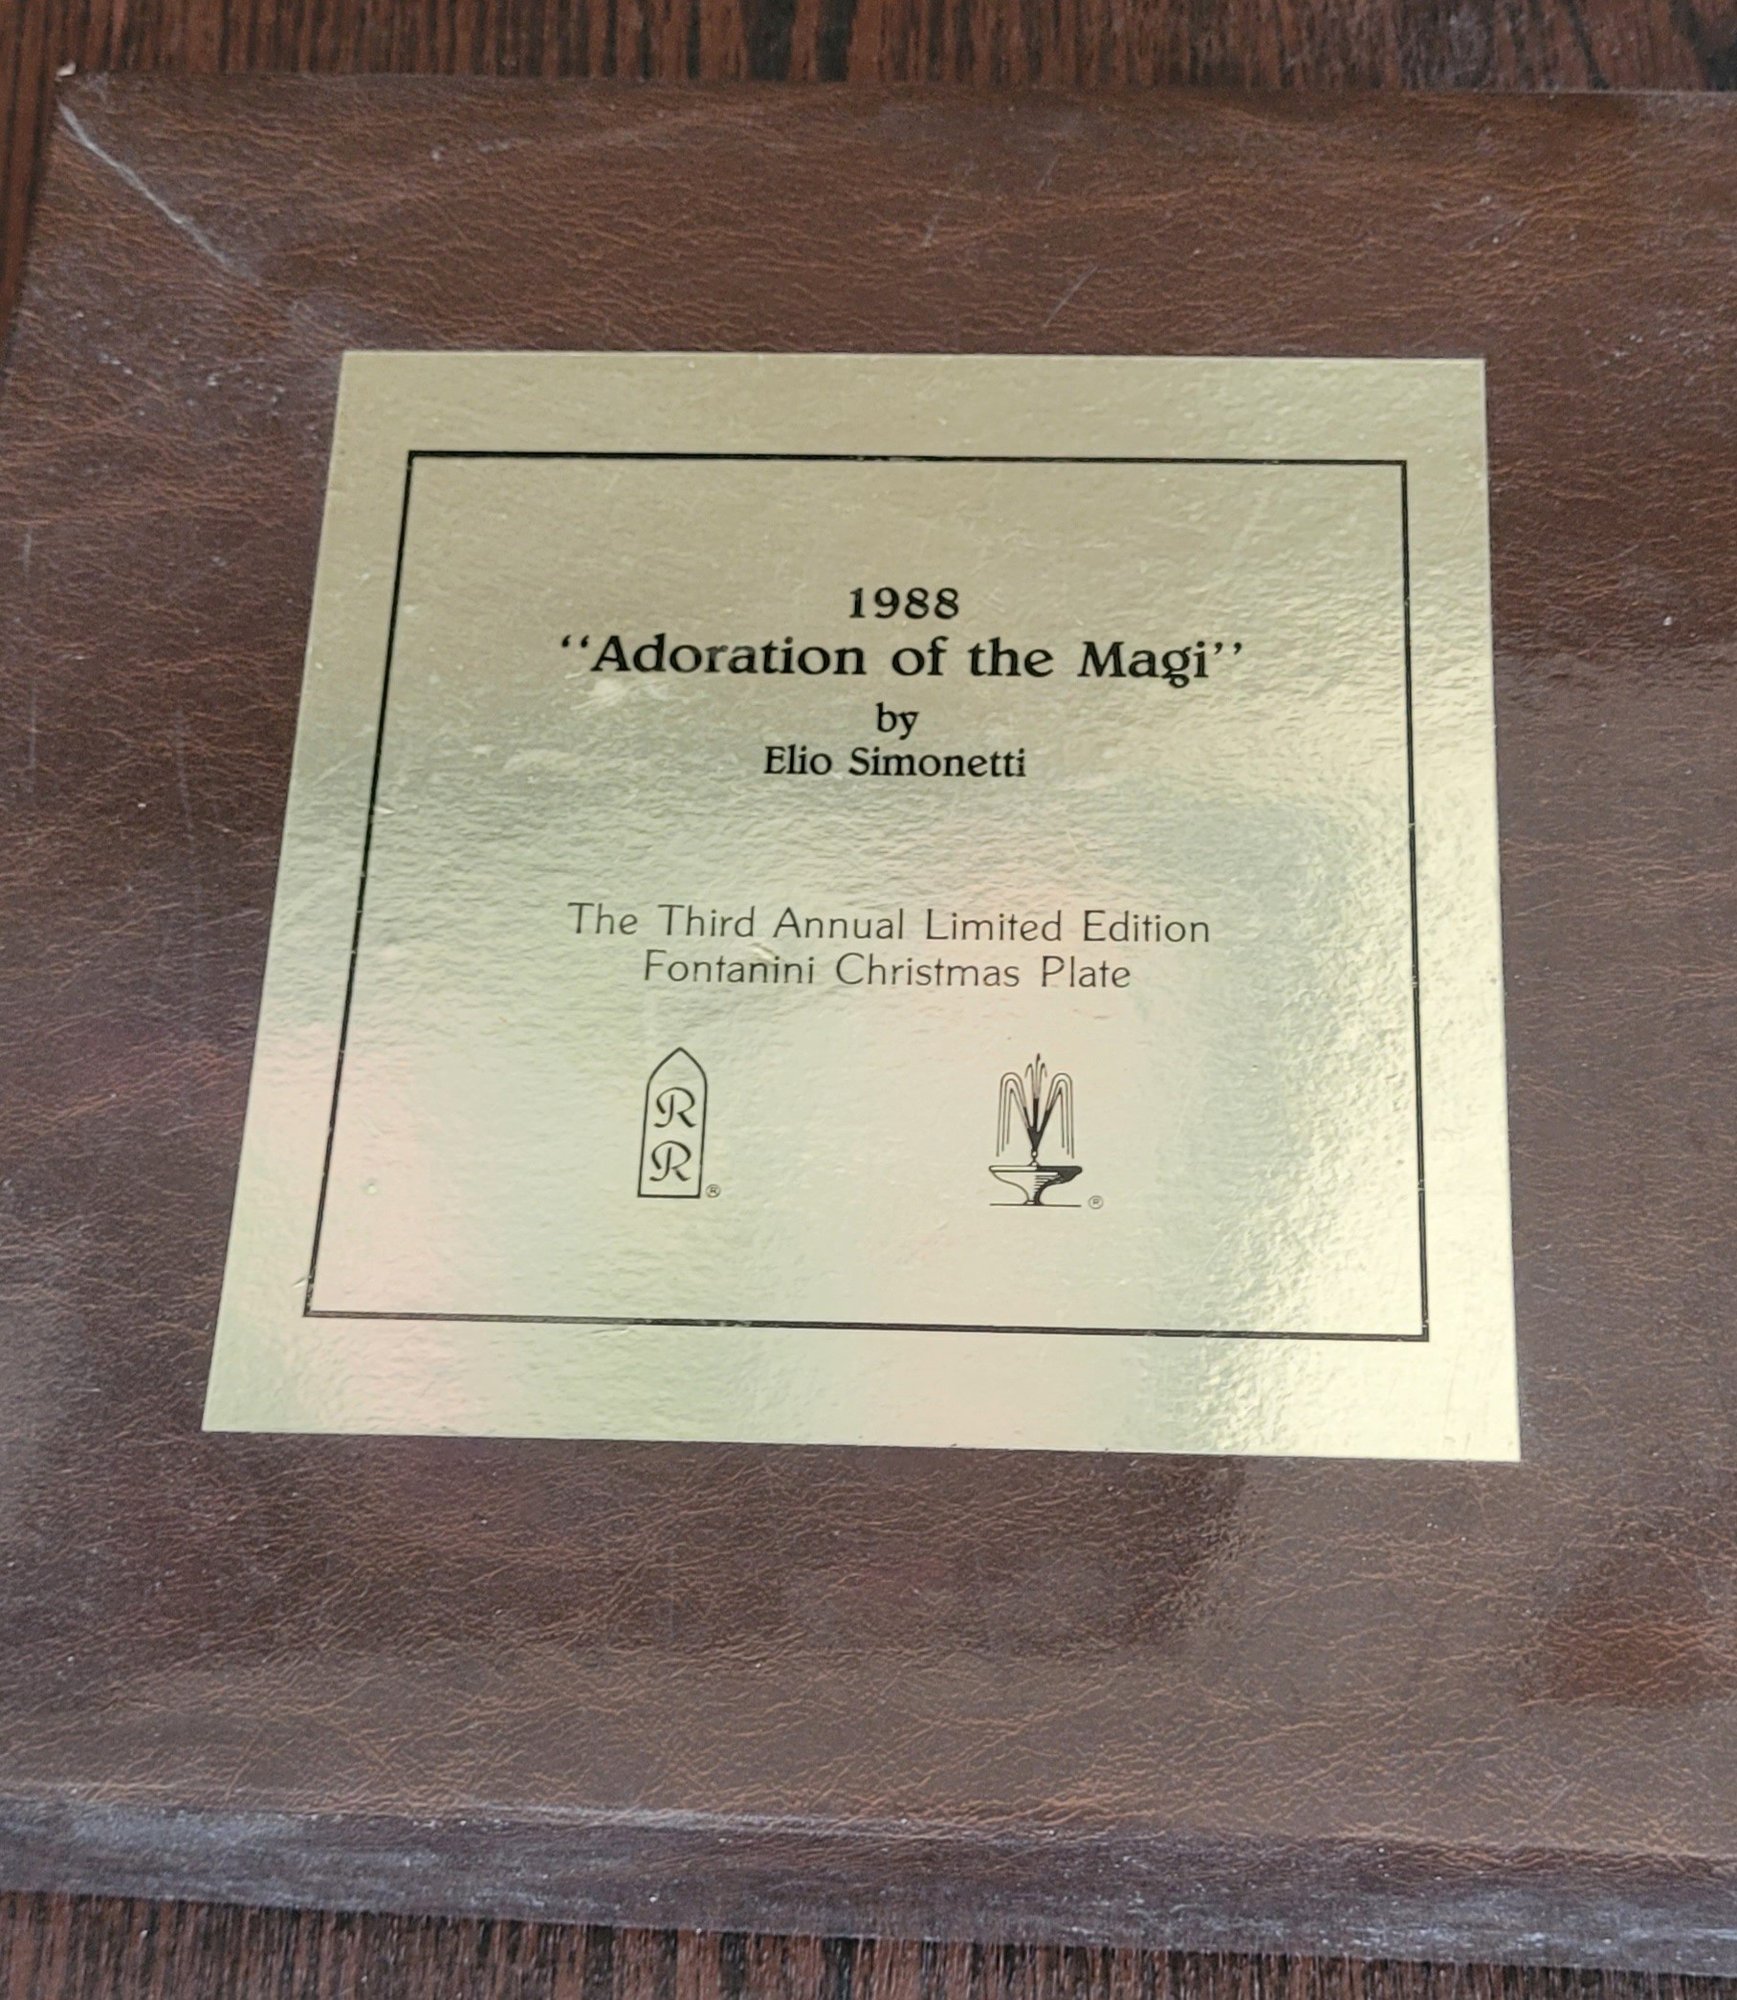 1988
‘‘Adoration of the Magi’’
by
Elio Simonetti
The Third Annual Limited Edition
Fontanini Christmas Plate
R
R ®
®